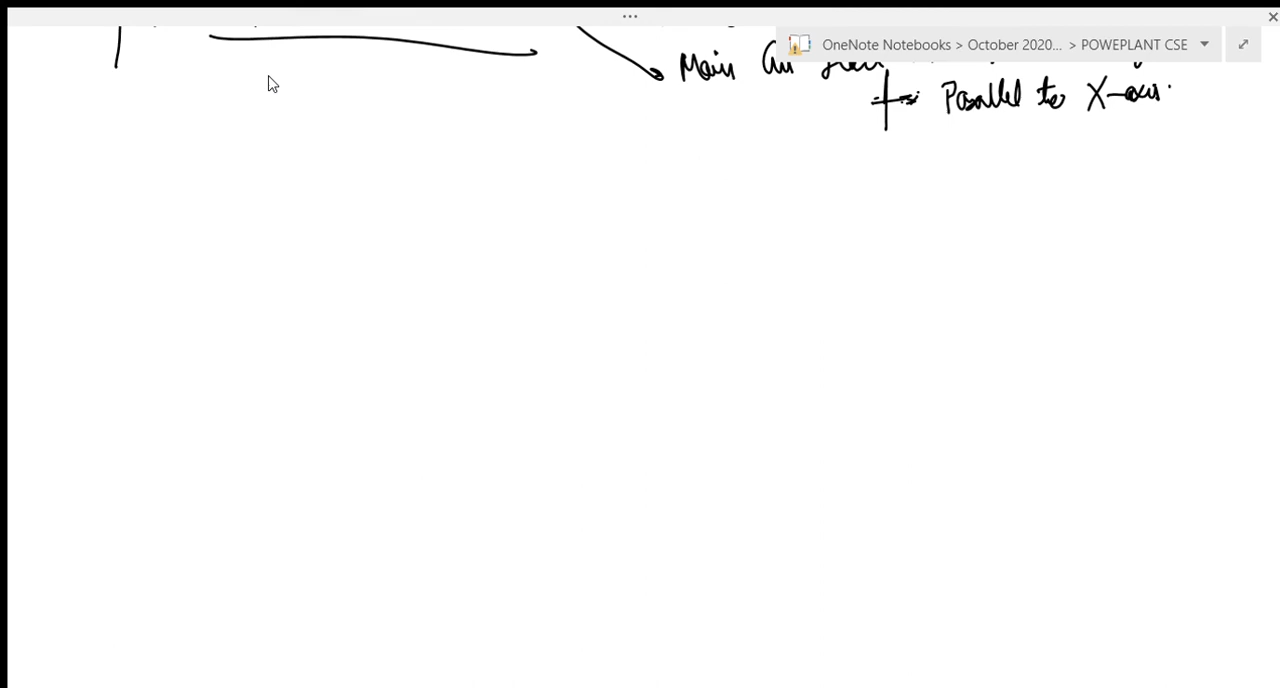 OneNote Notebooks > October 2020... > POWEPLANT CSE
Main
Parallel to X-axis.